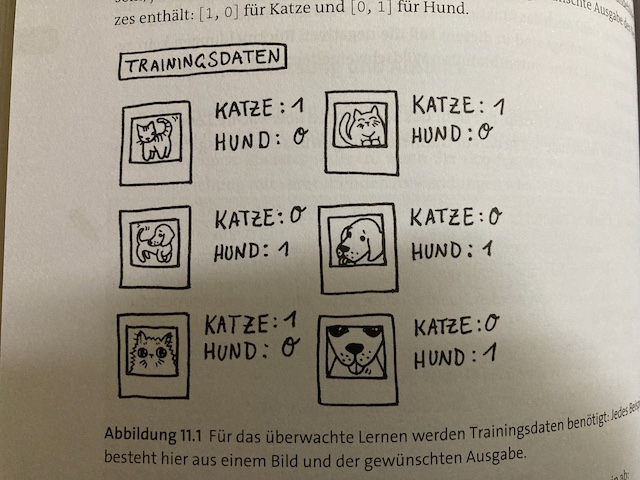 zes enthält: [1, 0] für Katze und [0, 1] für Hund.
TRAININGSDATEN
KATZE: 1
HUND: 0
KATZE: 1
HUND: 0
KATZE: 0
HUND: 1
KATZE: 0
HUND: 1
KATZE: 1
HUND: 0
KATZE: 0
HUND: 1
Abbildung 11.1 Für das überwachte Lernen werden Trainingsdaten benötigt: Jedes
besteht hier aus einem Bild und der gewünschten Ausgabe.